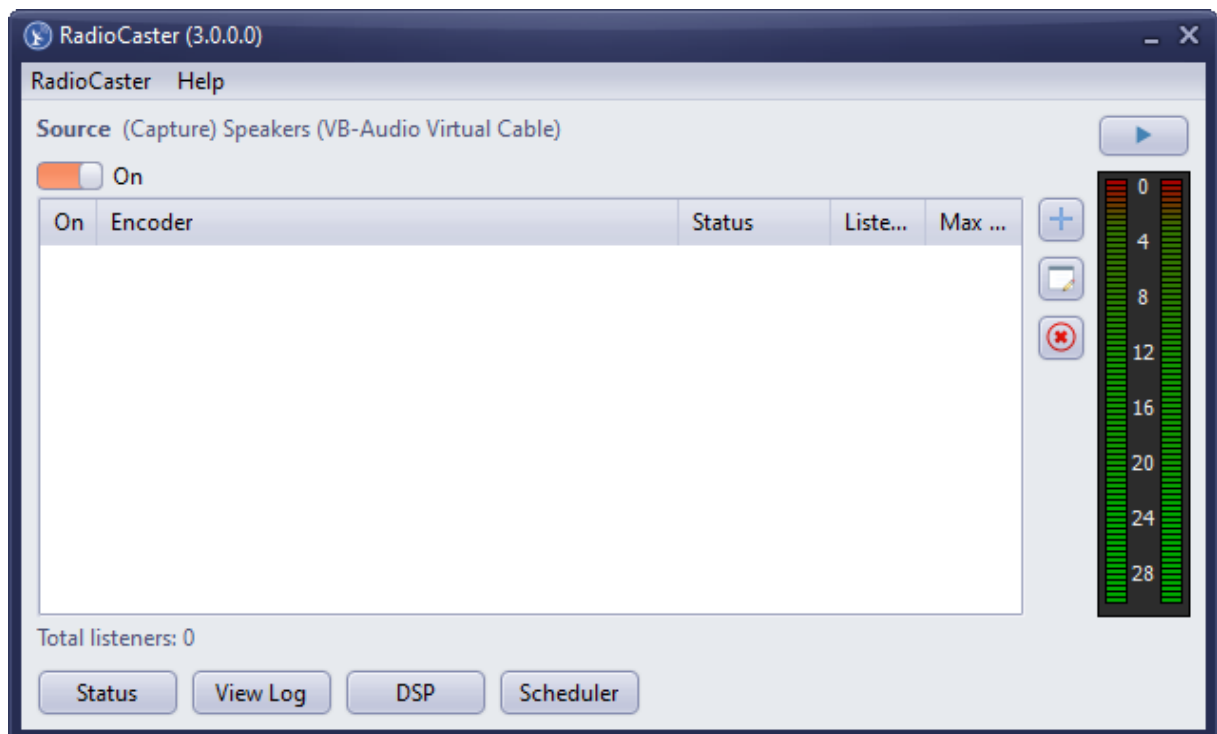 RadioCaster (3.0.0.0)
RadioCaster Help
Source (Capture) Speakers (VB-Audio Virtual Cable)
On
On Encoder Status Liste... Max ...
0
4
8
12
16
20
24
28
Total listeners: 0
Status View Log DSP Scheduler